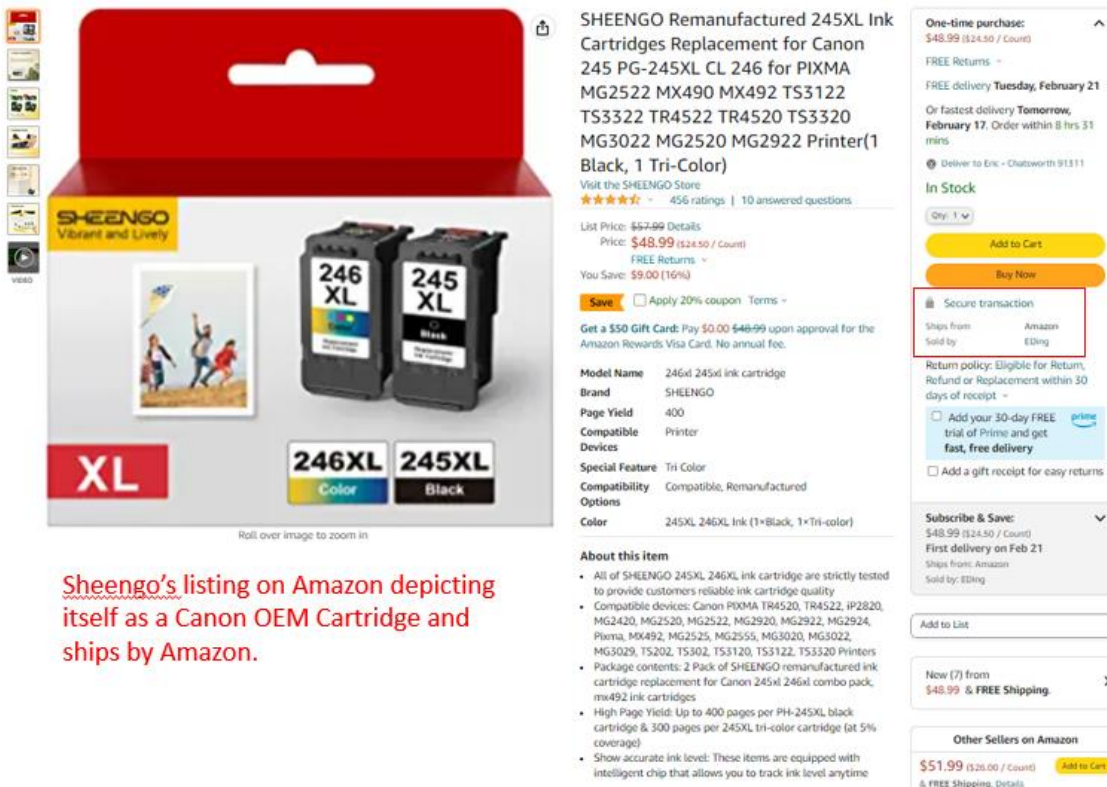 VIDEO
SHEENGO
Vibrant and Lively
246
XL
Color
245
XL
Black
XL
246XL
Color
245XL
Black
Roll over image to zoom in
Sheengo's listing on Amazon depicting
itself as a Canon OEM Cartridge and
ships by Amazon.
SHEENGO Remanufactured 245XL Ink
Cartridges Replacement for Canon
245 PG-245XL CL 246 for PIXMA
MG2522 MX490 MX492 TS3122
TS3322 TR4522 TR4520 TS3320
MG3022 MG2520 MG2922 Printer(1
Black, 1 Tri-Color)
Visit the SHEENGO Store
456 ratings | 10 answered questions
List Price: $57.99 Details
Price: $48.99 ($24.50 / Count)
FREE Returns
You Save: $9.00 (16%)
Save Apply 20% coupon Terms
Get a $50 Gift Card: Pay $0.00 $48.99 upon approval for the
Amazon Rewards Visa Card. No annual fee.
Model Name 246xl 245xl ink cartridge
Brand SHEENGO
Page Yield 400
Compatible Printer
Devices
Special Feature Tri Color
Compatibility Compatible, Remanufactured
Options
Color 245XL 246XL Ink (1×Black, 1×Tri-color)
About this item
• All of SHEENGO 245XL 246XL ink cartridge are strictly tested
to provide customers reliable ink cartridge quality
• Compatible devices: Canon PIXMA TR4520, TR4522, iP2820,
MG2420, MG2520, MG2522, MG2920, MG2922, MG2924,
Pixma, MX492, MG2525, MG2555, MG3020, MG3022,
MG3029, TS202, TS302, TS3120, TS3122, TS3320 Printers
• Package contents: 2 Pack of SHEENGO remanufactured ink
cartridge replacement for Canon 245xl 246xl combo pack,
mx492 ink cartridges
• High Page Yield: Up to 400 pages per PH-245XL black
cartridge & 300 pages per 245XL tri-color cartridge (at 5%
coverage)
• Show accurate ink level: These items are equipped with
intelligent chip that allows you to track ink level anytime
One-time purchase:
$48.99 ($24.50 / Count)
FREE Returns
FREE delivery Tuesday, February 21
Or fastest delivery Tomorrow,
February 17. Order within 8 hrs 31
mins
Deliver to Eric - Chatsworth 91311
In Stock
Qty: 1
Add to Cart
Buy Now
Secure transaction
Ships from Amazon
Sold by EDing
Return policy: Eligible for Return,
Refund or Replacement within 30
days of receipt
Add your 30-day FREE prime
trial of Prime and get
fast, free delivery
Add a gift receipt for easy returns
Subscribe & Save:
$48.99 ($24.50 / Count)
First delivery on Feb 21
Ships from: Amazon
Sold by: EDing
Add to List
New (7) from
$48.99 & FREE Shipping.
Other Sellers on Amazon
$51.99 ($26.00 / Count) Add to Cart
& FREE Shipping. Details